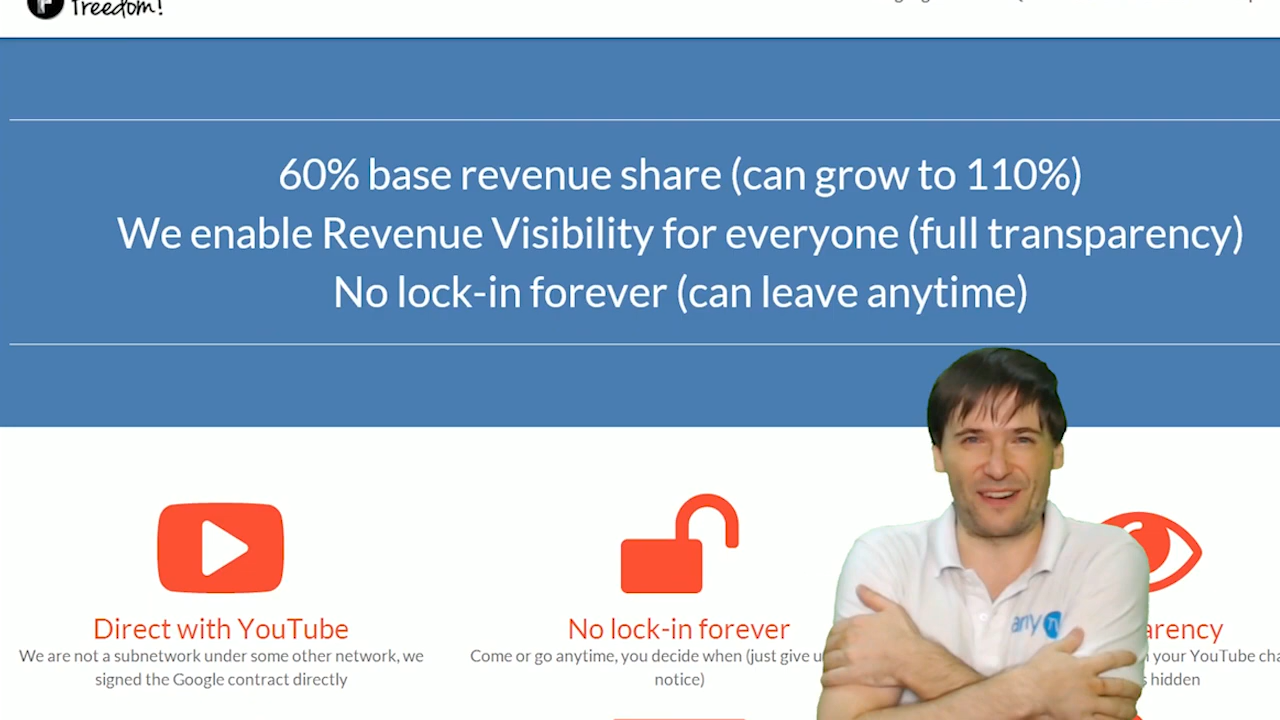 freedom!
60% base revenue share (can grow to 110%)
We enable Revenue Visibility for everyone (full transparency)
No lock-in forever (can leave anytime)
Direct with YouTube
We are not a subnetwork under some other network, we
signed the Google contract directly
No lock-in forever
Come or go anytime, you decide when (just give u
notice)
arency
your YouTube cha
hidden
any